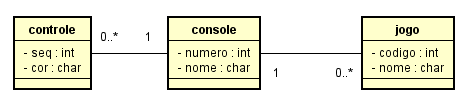 controle
- seq : int
- cor : char
0..*
1
console
- numero : int
- nome : char
1
0..*
jogo
- codigo : int
- nome : char